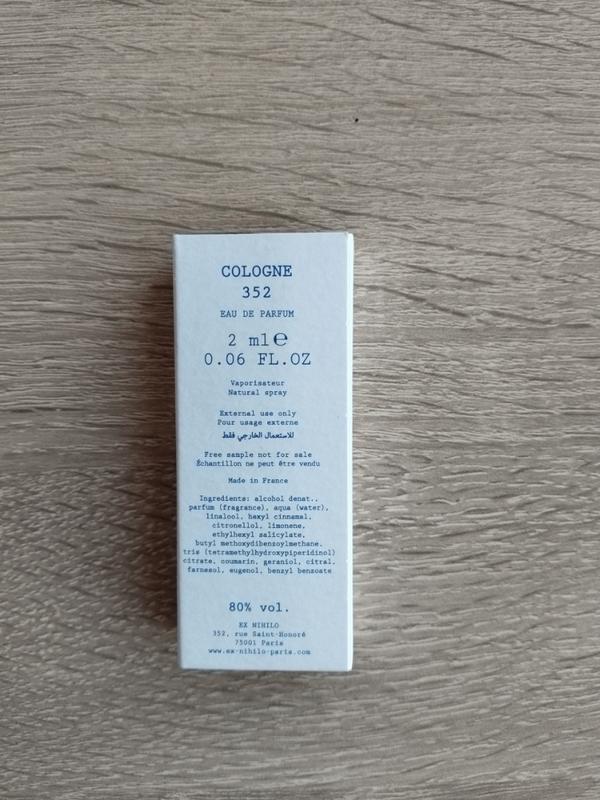 COLOGNE
352
EAU DE PARFUM
2 ml℮
0.06 FL.OZ
Vaporisateur
Natural spray
External use only
Pour usage externe
للاستعمال الخارجي فقط
Free sample not for sale
Échantillon ne peut être vendu
Made in France
Ingredients: alcohol denat..
parfum (fragrance), aqua (water),
linalool, hexyl cinnamal,
citronellol, limonene,
ethylhexyl salicylate,
butyl methoxydibenzoylmethane.
tris (tetramethylhydroxypiperidinol)
citrate, coumarin, geraniol, citral,
farnesol, eugenol, benzyl benzoate
80% vol.
EX NIHILO
352, rue Saint-Honoré
75001 Paris
www.ex-nihilo-paris.com